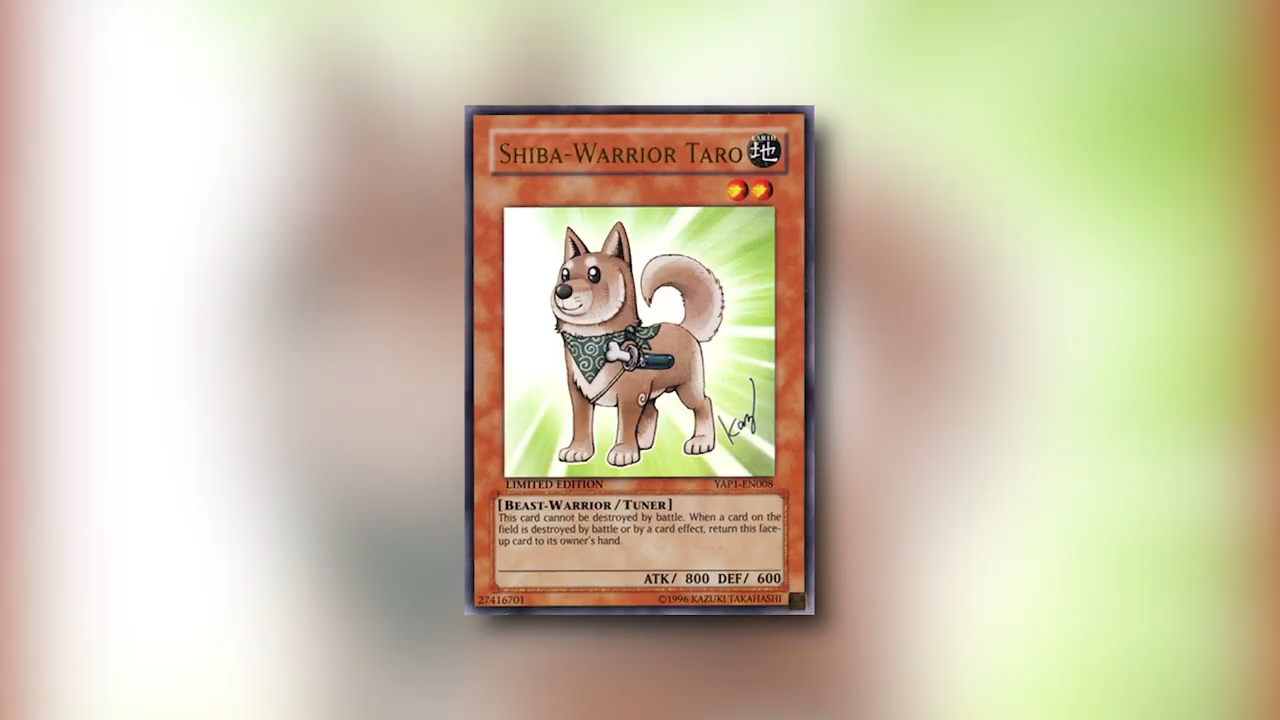 SHIBA-WARRIOR TARO
EARTH
地
Kaz
LIMITED EDITION YAP1-EN008
[BEAST-WARRIOR/TUNER]
This card cannot be destroyed by battle. When a card on the
field is destroyed by battle or by a card effect, return this face-
up card to its owner's hand.
ATK/ 800 DEF/ 600
27416701 ©1996 KAZUKI TAKAHASHI